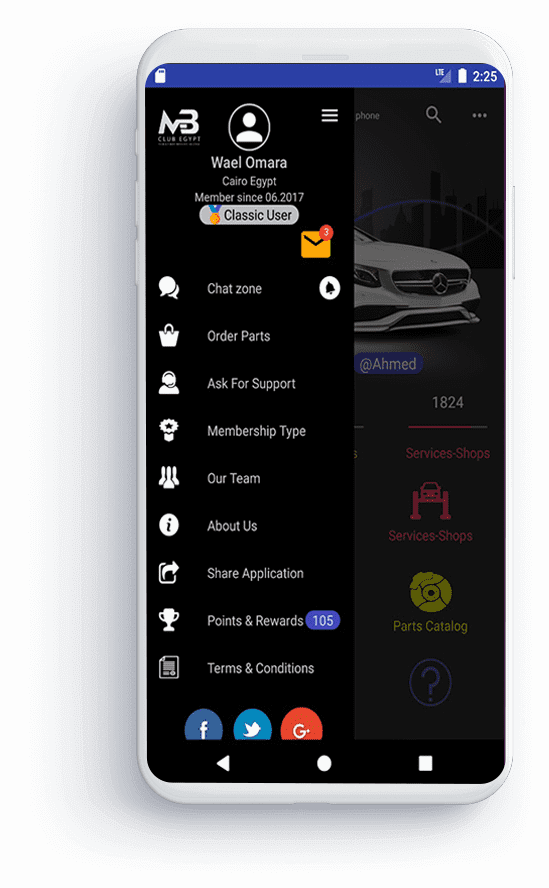 LTE 2:25
MB
CLUB EGYPT
phone
Wael Omara
Cairo Egypt
Member since 06.2017
Classic User
3
Chat zone
@Ahmed
Order Parts
Ask For Support
1824
Membership Type
s Services-Shops
Our Team
About Us
Services-Shops
Share Application
Points & Rewards 105
Parts Catalog
Terms & Conditions
?
f
G+